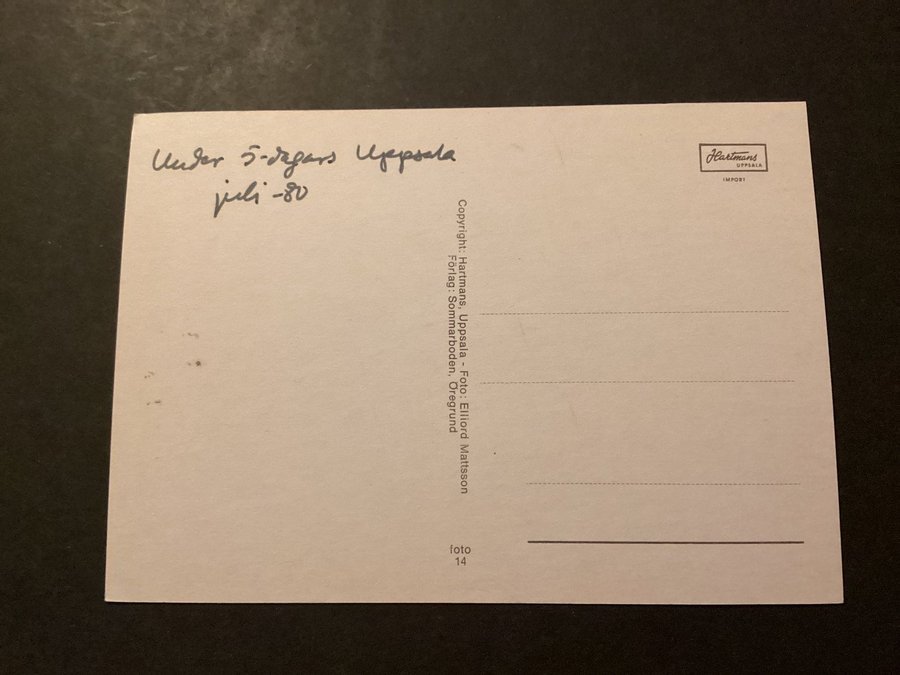 Under 5-dagars Uppsala
juli -80
Hartmans
UPPSALA
IMPORT
Copyright: Hartmans, Uppsala - Foto: Elliord Mattsson
Förlag: Sommarboden, Öregrund
foto
14